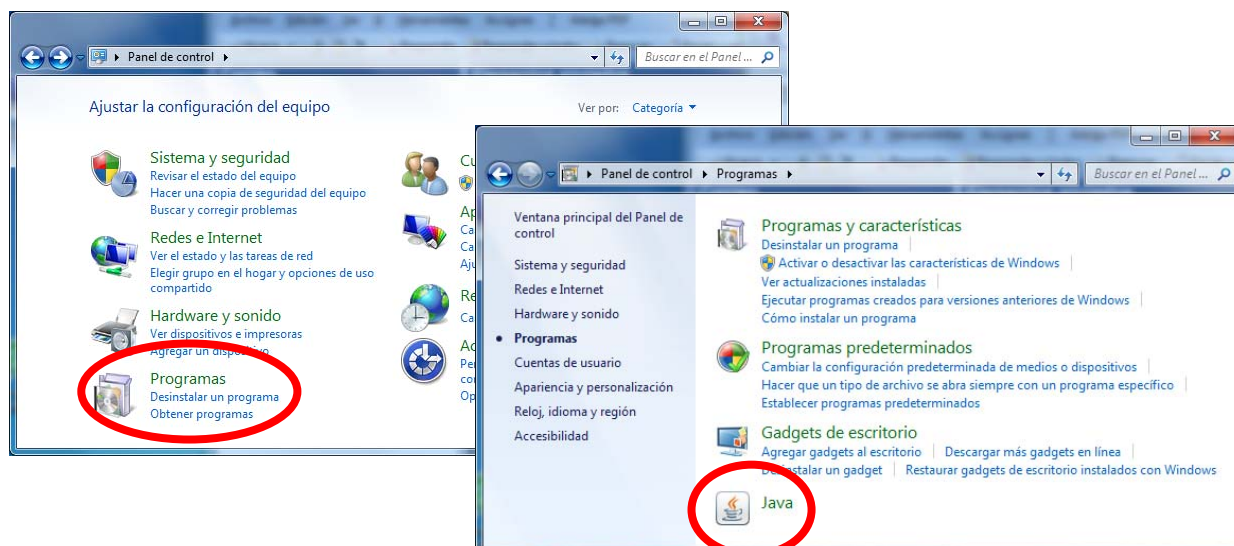 Panel de control
Buscar en el Panel ...
Ajustar la configuración del equipo
Ver por: Categoría
Sistema y seguridad
Revisar el estado del equipo
Hacer una copia de seguridad del equipo
Buscar y corregir problemas
Redes e Internet
Ver el estado y las tareas de red
Elegir grupo en el hogar y opciones de uso
compartido
Hardware y sonido
Ver dispositivos e impresoras
Agregar un dispositivo
Programas
Desinstalar un programa
Obtener programas
Panel de control Programas
Buscar en el Panel ...
Ventana principal del Panel de
control
Sistema y seguridad
Redes e Internet
Hardware y sonido
Programas
Cuentas de usuario
Apariencia y personalización
Reloj, idioma y región
Accesibilidad
Programas y características
Desinstalar un programa
Activar o desactivar las características de Windows
Ver actualizaciones instaladas
Ejecutar programas creados para versiones anteriores de Windows
Cómo instalar un programa
Programas predeterminados
Cambiar la configuración predeterminada de medios o dispositivos
Hacer que un tipo de archivo se abra siempre con un programa específico
Establecer programas predeterminados
Gadgets de escritorio
Agregar gadgets al escritorio Descargar más gadgets en línea
Desinstalar un gadget Restaurar gadgets de escritorio instalados con Windows
Java